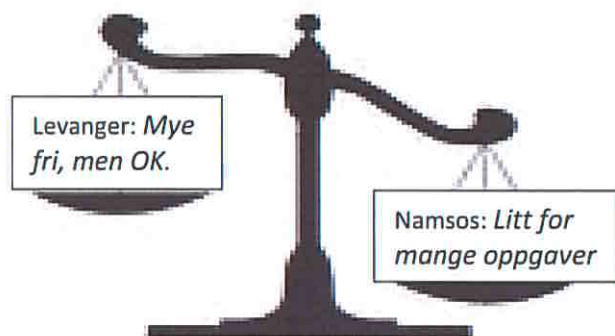 Levanger: Mye
fri, men OK.
Namsos: Litt for
mange oppgaver